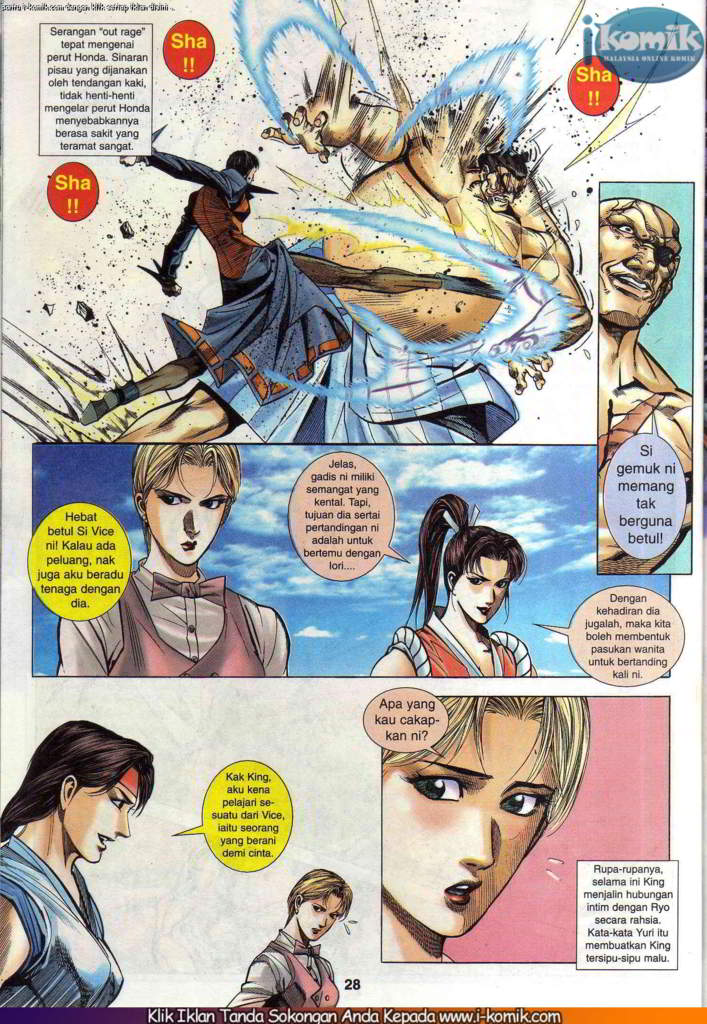 Serangan "out rage"
tepat mengenai
perut Honda. Sinaran
pisau yang dijanakan
oleh tendangan kaki,
tidak henti-henti
mengelar perut Honda
menyebabkannya
berasa sakit yang
teramat sangat.
Sha
!!
iKomik
MALAYSIA ONLINE KOMIK
Sha
!!
Sha
!!
Si
gemuk ni
memang
tak
berguna
betul!
Hebat
betul Si Vice
ni! Kalau ada
peluang, nak
juga aku beradu
tenaga dengan
dia.
Jelas,
gadis ni miliki
semangat yang
kental. Tapi,
tujuan dia sertai
pertandingan ni
adalah untuk
bertemu dengan
Iori....
Dengan
kehadiran dia
jugalah, maka kita
boleh membentuk
pasukan wanita
untuk bertanding
kali ni.
Apa yang
kau cakap-
kan ni?
Kak King,
aku kena
pelajari se-
suatu dari Vice,
iaitu seorang
yang berani
demi cinta.
Rupa-rupanya,
selama ini King
menjalin hubungan
intim dengan Ryo
secara rahsia.
Kata-kata Yuri itu
membuatkan King
tersipu-sipu malu.
28
Klik Iklan Tanda Sokongan Anda Kepada www.i-komik.com